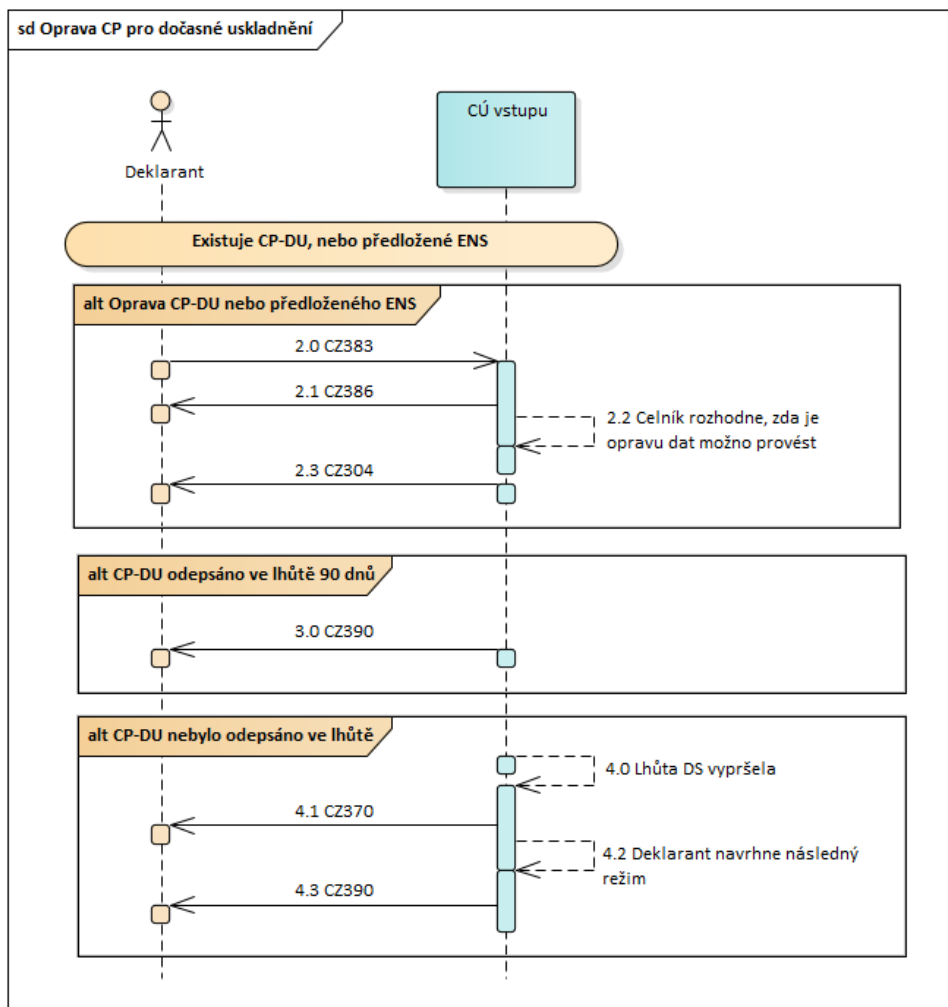 sd Oprava CP pro dočasné uskladnění
CÚ vstupu
Deklarant
Existuje CP-DU, nebo předložené ENS
alt Oprava CP-DU nebo předloženého ENS
2.0 CZ383
2.1 CZ386
2.2 Celník rozhodne, zda je
opravu dat možno provést
2.3 CZ304
alt CP-DU odepsáno ve lhůtě 90 dnů
3.0 CZ390
alt CP-DU nebylo odepsáno ve lhůtě
4.0 Lhůta DS vypršela
4.1 CZ370
4.2 Deklarant navrhne následný
režim
4.3 CZ390